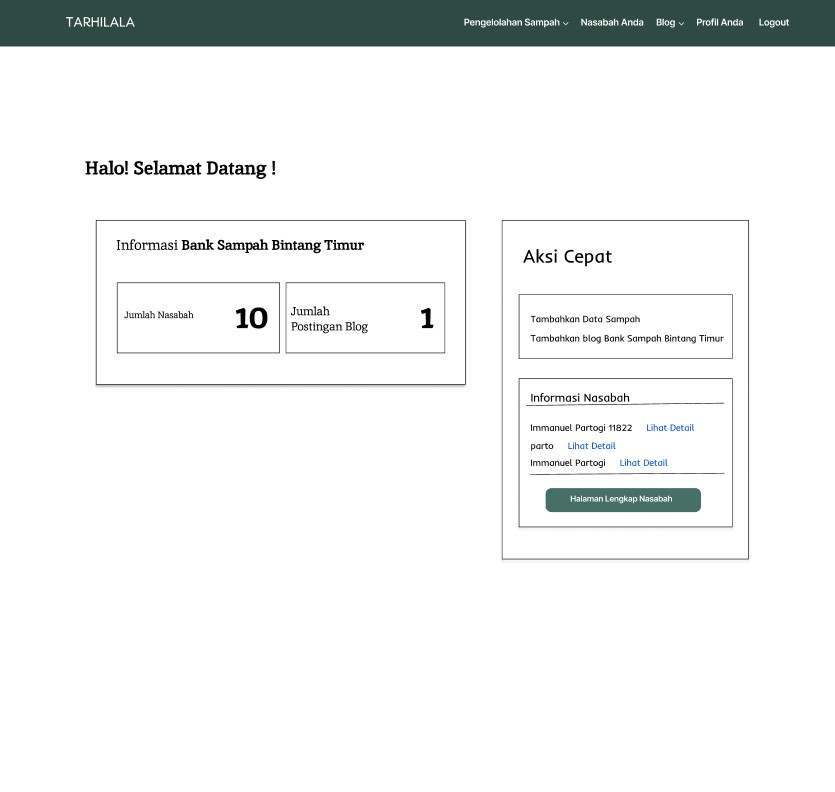 TARHILALA
Pengelolahan Sampah
Nasabah Anda
Blog
Profil Anda
Logout
Halo! Selamat Datang !
Informasi Bank Sampah Bintang Timur
Jumlah Nasabah
10
Jumlah
Postingan Blog
1
Aksi Cepat
Tambahkan Data Sampah
Tambahkan blog Bank Sampah Bintang Timur
Informasi Nasabah
Immanuel Partogi 11822 Lihat Detail
parto Lihat Detail
Immanuel Partogi Lihat Detail
Halaman Lengkap Nasabah